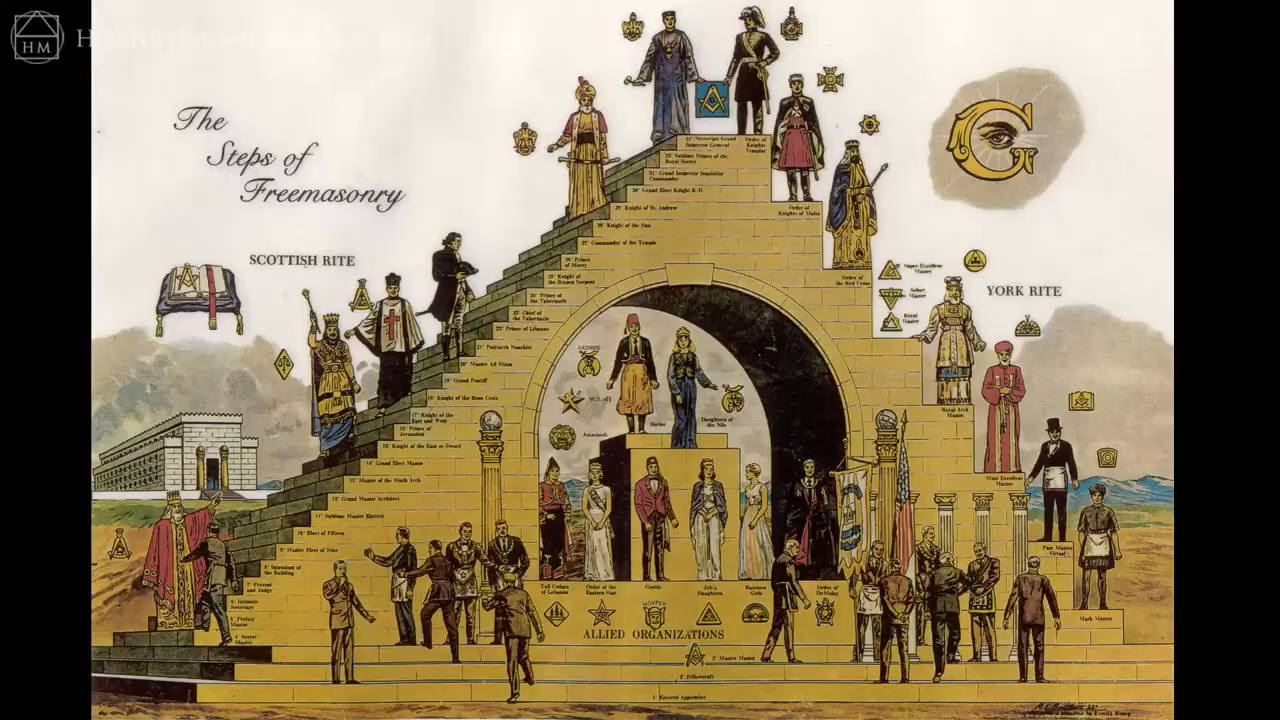 HM
The
Steps of
Freemasonry
SCOTTISH RITE
YORK RITE
33° Sovereign Grand
Inspector General
Order of
Knights
Templar
32° Sublime Prince of the
Royal Secret
31° Grand Inspector Inquisitor
Commander
30° Grand Elect Knight K-H
29° Knight of St. Andrew
28° Knight of the Sun
27° Commander of the Temple
26° Prince
of Mercy
25° Knight of
the Brazen Serpent
24° Prince of
the Tabernacle
23° Chief of
the Tabernacle
22° Prince of Libanus
21° Patriarch Noachite
20° Master Ad Vitam
19° Grand Pontiff
18° Knight of the Rose Croix
17° Knight of the
East and West
16° Prince of
Jerusalem
15° Knight of the East or Sword
14° Grand Elect Mason
13° Master of the Ninth Arch
12° Grand Master Architect
11° Sublime Master Elected
10° Elect of Fifteen
9° Master Elect of Nine
8° Intendant of
the Building
7° Provost
and Judge
6° Intimate
Secretary
5° Perfect
Master
4° Secret
Master
Order of
Knights of Malta
Order of
the Red Cross
Super Excellent
Master
Select
Master
Royal
Master
Royal Arch
Mason
Most Excellent
Master
Past Master
Virtual
Mark Master
Shrine
Daughters of
the Nile
Amaranth
Tall Cedars
of Lebanon
Order of the
Eastern Star
Grotto
Job's
Daughters
Rainbow
Girls
Order of
DeMolay
ALLIED ORGANIZATIONS
3° Master Mason
2° Fellowcraft
1° Entered Apprentice